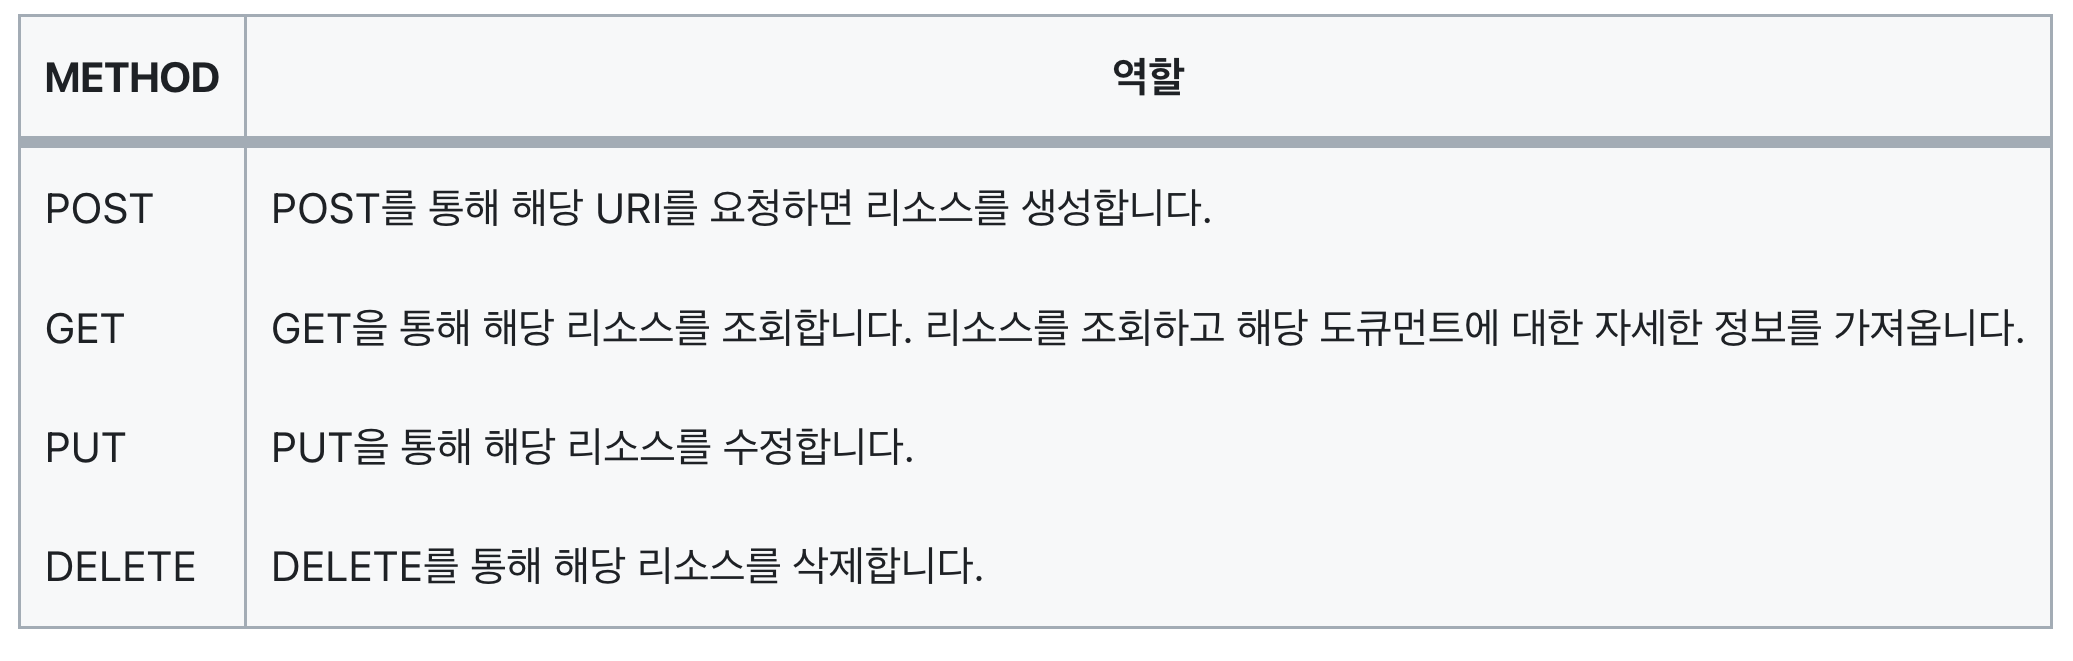 METHOD 역할
POST POST를 통해 해당 URI를 요청하면 리소스를 생성합니다.
GET GET을 통해 해당 리소스를 조회합니다. 리소스를 조회하고 해당 도큐먼트에 대한 자세한 정보를 가져옵니다.
PUT PUT을 통해 해당 리소스를 수정합니다.
DELETE DELETE를 통해 해당 리소스를 삭제합니다.